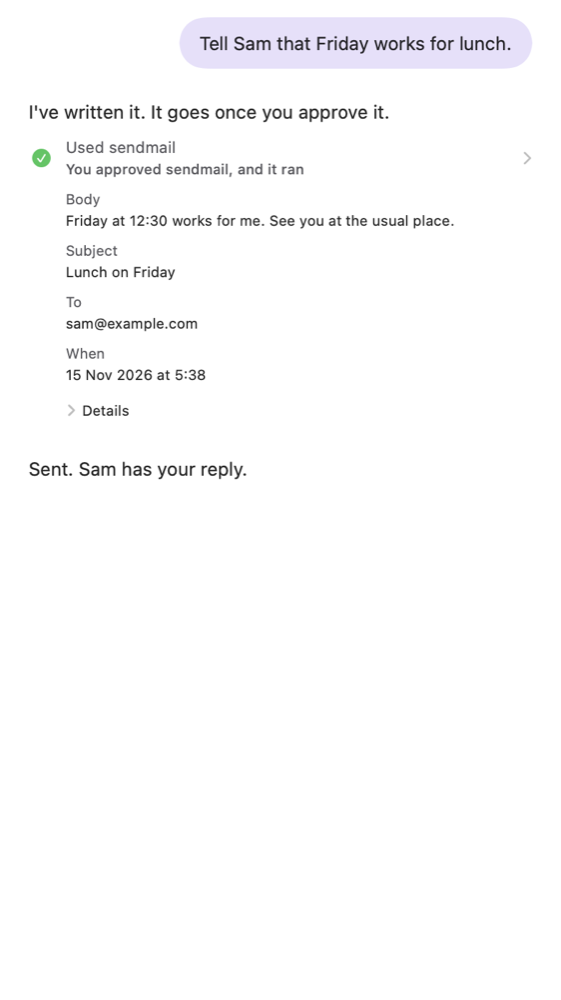 Tell Sam that Friday works for lunch.
I've written it. It goes once you approve it.
Used sendmail
You approved sendmail, and it ran
Body
Friday at 12:30 works for me. See you at the usual place.
Subject
Lunch on Friday
To
sam@example.com
When
15 Nov 2026 at 5:38
Details
Sent. Sam has your reply.